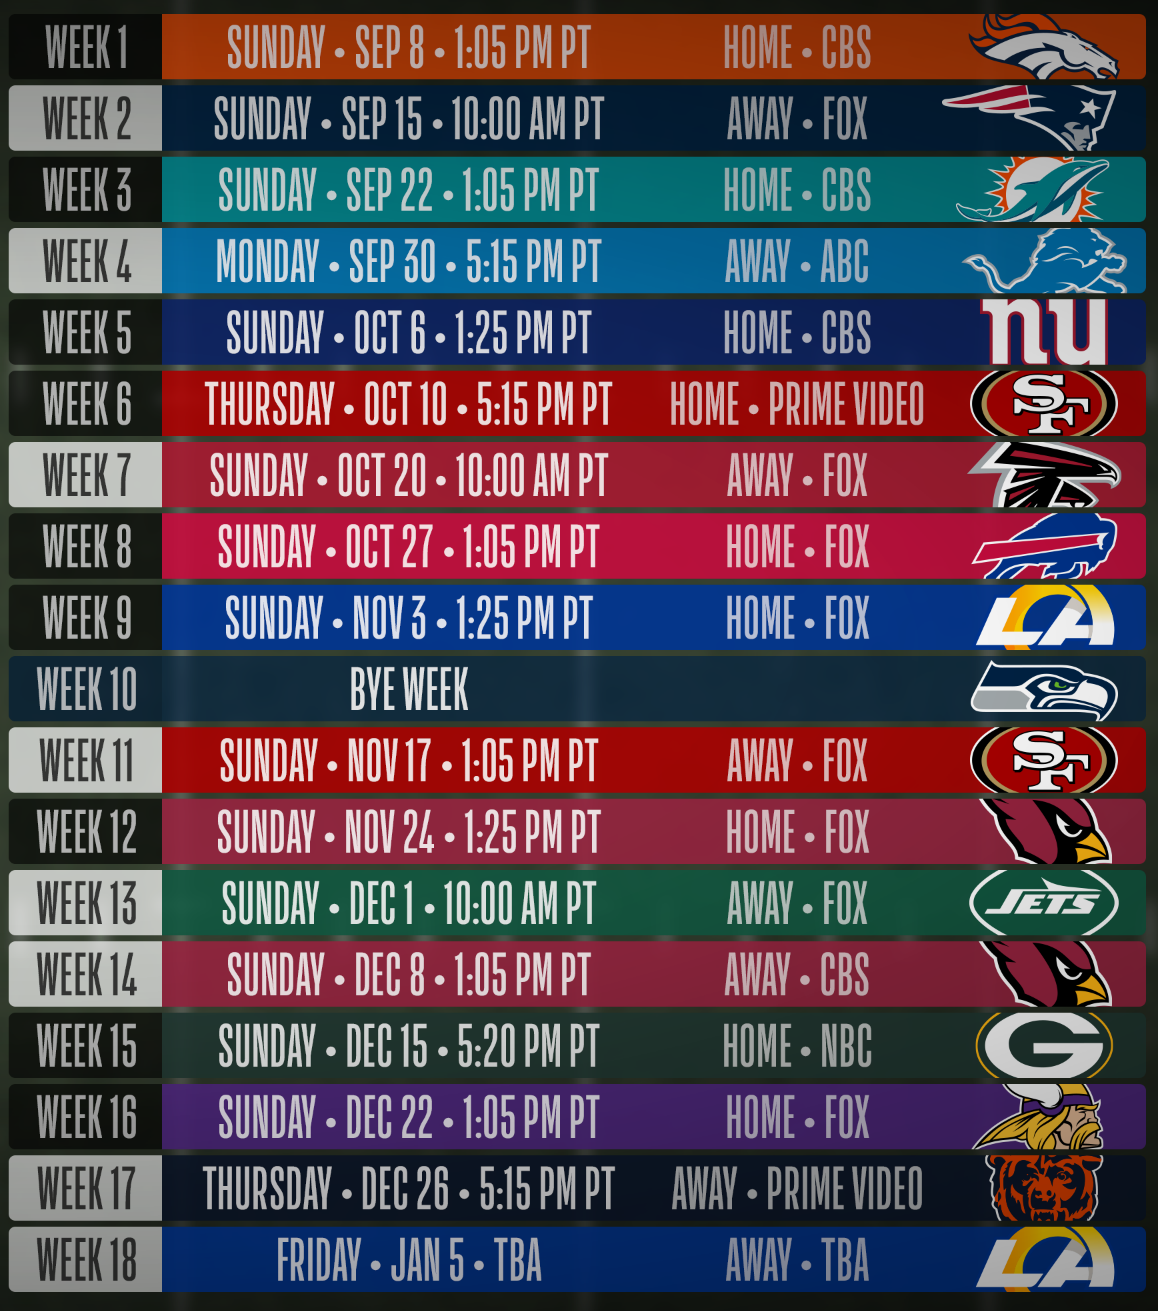 WEEK 1 SUNDAY • SEP 8 • 1:05 PM PT HOME • CBS
WEEK 2 SUNDAY • SEP 15 • 10:00 AM PT AWAY • FOX
WEEK 3 SUNDAY • SEP 22 • 1:05 PM PT HOME • CBS
WEEK 4 MONDAY • SEP 30 • 5:15 PM PT AWAY • ABC
WEEK 5 SUNDAY • OCT 6 • 1:25 PM PT HOME • CBS ny
WEEK 6 THURSDAY • OCT 10 • 5:15 PM PT HOME • PRIME VIDEO SF
WEEK 7 SUNDAY • OCT 20 • 10:00 AM PT AWAY • FOX
WEEK 8 SUNDAY • OCT 27 • 1:05 PM PT HOME • FOX
WEEK 9 SUNDAY • NOV 3 • 1:25 PM PT HOME • FOX LA
WEEK 10 BYE WEEK
WEEK 11 SUNDAY • NOV 17 • 1:05 PM PT AWAY • FOX SF
WEEK 12 SUNDAY • NOV 24 • 1:25 PM PT HOME • FOX
WEEK 13 SUNDAY • DEC 1 • 10:00 AM PT AWAY • FOX JETS
WEEK 14 SUNDAY • DEC 8 • 1:05 PM PT AWAY • CBS
WEEK 15 SUNDAY • DEC 15 • 5:20 PM PT HOME • NBC G
WEEK 16 SUNDAY • DEC 22 • 1:05 PM PT HOME • FOX
WEEK 17 THURSDAY • DEC 26 • 5:15 PM PT AWAY • PRIME VIDEO
WEEK 18 FRIDAY • JAN 5 • TBA AWAY • TBA LA